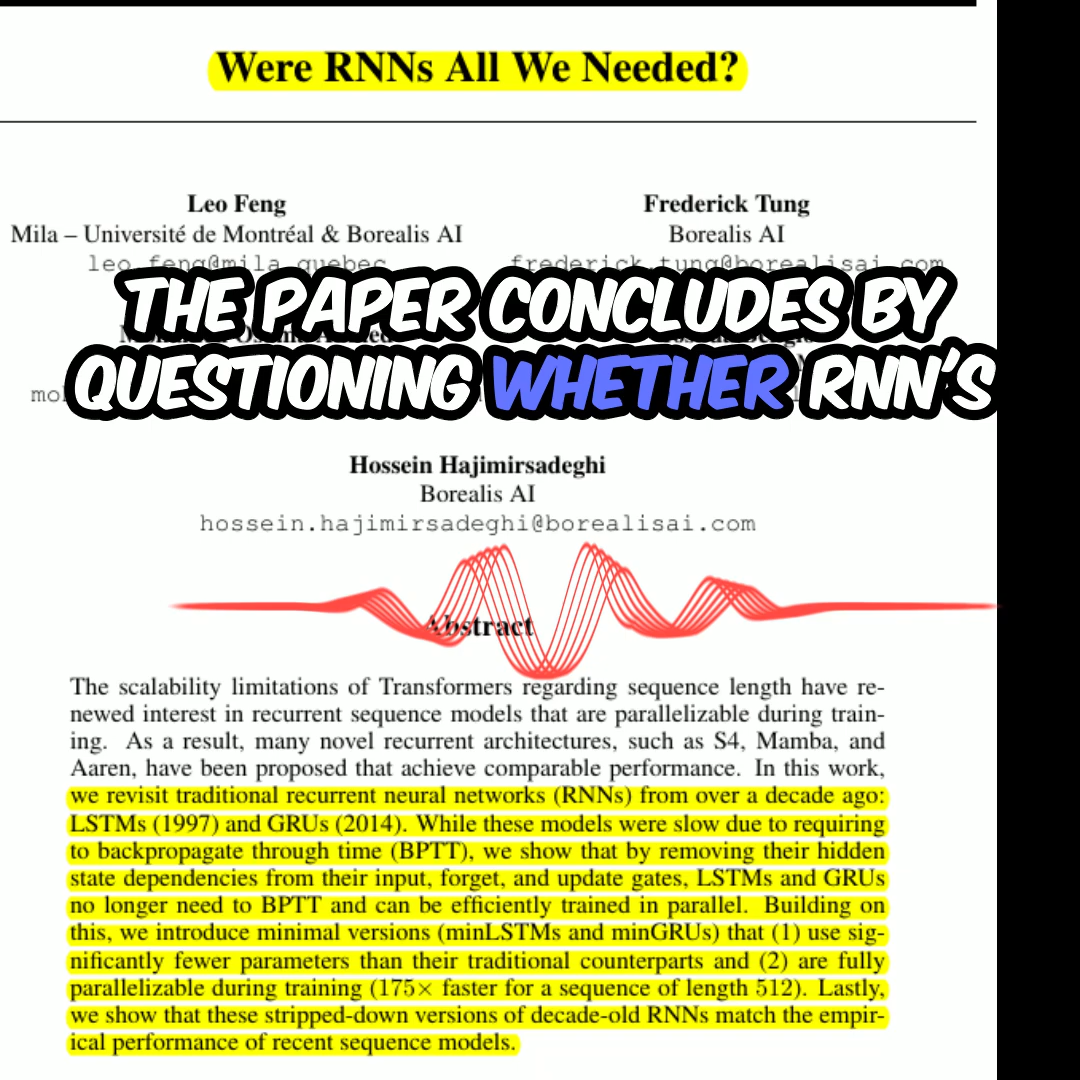 Were RNNs All We Needed?
Leo Feng
Frederick Tung
Mila – Université de Montréal & Borealis AI
Borealis AI
leo.feng@mila.quebec
frederick.tung@borealisai.com
THE PAPER CONCLUDES BY
QUESTIONING WHETHER RNN'S
Hossein Hajimirsadeghi
Borealis AI
hossein.hajimirsadeghi@borealisai.com
Abstract
The scalability limitations of Transformers regarding sequence length have re-
newed interest in recurrent sequence models that are parallelizable during train-
ing. As a result, many novel recurrent architectures, such as S4, Mamba, and
Aaren, have been proposed that achieve comparable performance. In this work,
we revisit traditional recurrent neural networks (RNNs) from over a decade ago:
LSTMs (1997) and GRUs (2014). While these models were slow due to requiring
to backpropagate through time (BPTT), we show that by removing their hidden
state dependencies from their input, forget, and update gates, LSTMs and GRUs
no longer need to BPTT and can be efficiently trained in parallel. Building on
this, we introduce minimal versions (minLSTMs and minGRUs) that (1) use sig-
nificantly fewer parameters than their traditional counterparts and (2) are fully
parallelizable during training (175× faster for a sequence of length 512). Lastly,
we show that these stripped-down versions of decade-old RNNs match the empir-
ical performance of recent sequence models.